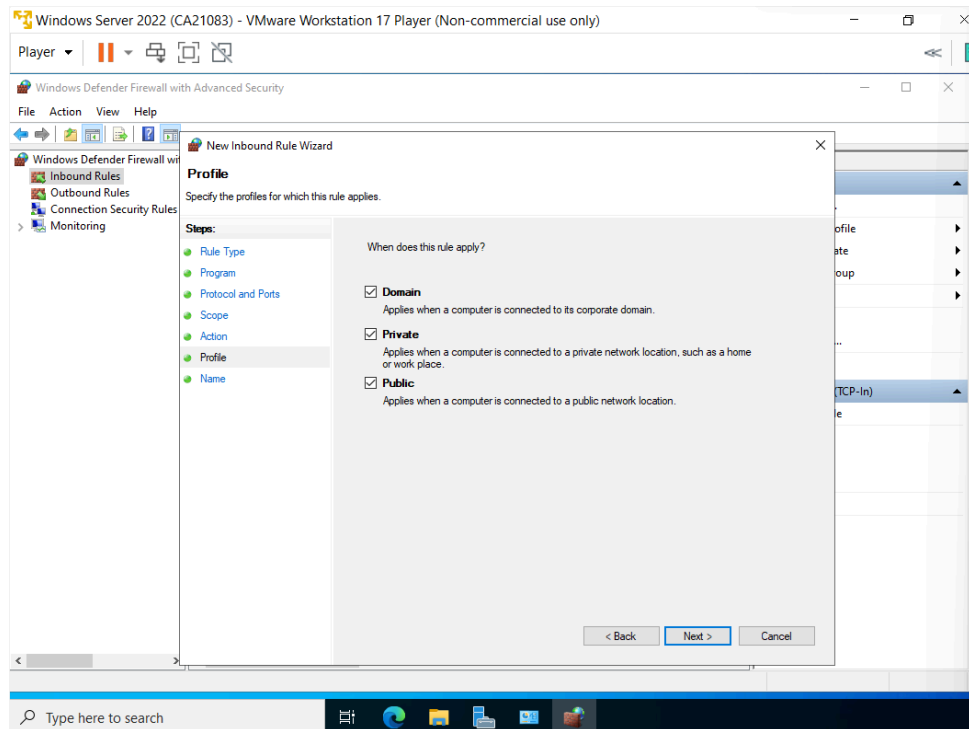 Windows Server 2022 (CA21083) - VMware Workstation 17 Player (Non-commercial use only)
Player
Windows Defender Firewall with Advanced Security
File Action View Help
Windows Defender Firewall wi
Inbound Rules
Outbound Rules
Connection Security Rules
Monitoring
New Inbound Rule Wizard
Profile
Specify the profiles for which this rule applies.
Steps:
Rule Type
Program
Protocol and Ports
Scope
Action
Profile
Name
When does this rule apply?
Domain
Applies when a computer is connected to its corporate domain.
Private
Applies when a computer is connected to a private network location, such as a home
or work place.
Public
Applies when a computer is connected to a public network location.
< Back Next > Cancel
ofile
ate
oup
...
(TCP-In)
le
Type here to search